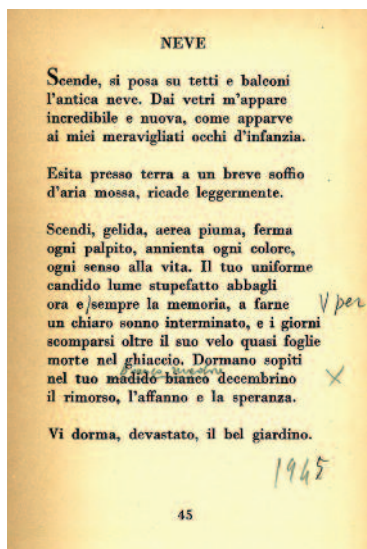 NEVE
Scende, si posa su tetti e balconi
l'antica neve. Dai vetri m'appare
incredibile e nuova, come apparve
ai miei meravigliati occhi d'infanzia.
Esita presso terra a un breve soffio
d'aria mossa, ricade leggermente.
Scendi, gelida, aerea piuma, ferma
ogni palpito, annienta ogni colore,
ogni senso alla vita. Il tuo uniforme
candido lume stupefatto abbagli
ora e/sempre la memoria, a farne V per
un chiaro sonno interminato, e i giorni
scomparsi oltre il suo velo quasi foglie
morte nel ghiaccio. Dormano sopiti
nel tuo madido bianco decembrino X
il rimorso, l'affanno e la speranza.
Vi dorma, devastato, il bel giardino.
1945
45